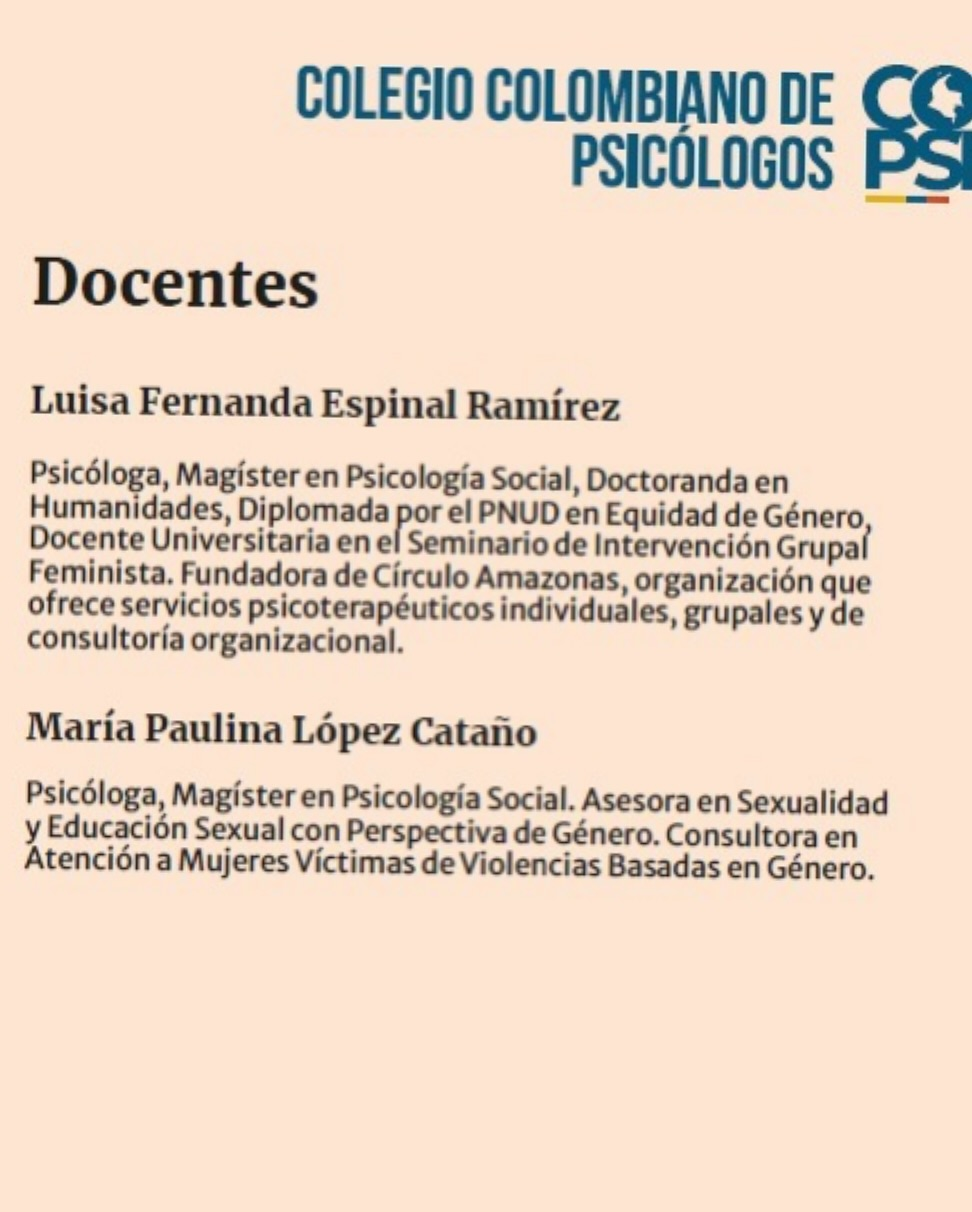 COLEGIO COLOMBIANO DE
PSICÓLOGOS
CO
PSI
Docentes
Luisa Fernanda Espinal Ramírez
Psicóloga, Magíster en Psicología Social, Doctoranda en
Humanidades, Diplomada por el PNUD en Equidad de Género,
Docente Universitaria en el Seminario de Intervención Grupal
Feminista. Fundadora de Círculo Amazonas, organización que
ofrece servicios psicoterapéuticos individuales, grupales y de
consultoría organizacional.
María Paulina López Cataño
Psicóloga, Magíster en Psicología Social. Asesora en Sexualidad
y Educación Sexual con Perspectiva de Género. Consultora en
Atención a Mujeres Víctimas de Violencias Basadas en Género.